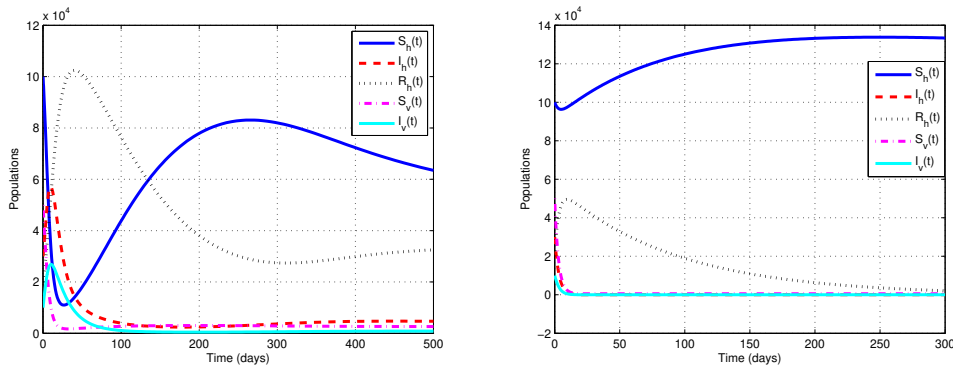 x 10^4
12
10
8
6
4
2
0
0 100 200 300 400 500
Time (days)
Populations
S_h(t)
I_h(t)
R_h(t)
S_v(t)
I_v(t)
x 10^4
14
12
10
8
6
4
2
0
−2
0 50 100 150 200 250 300
Time (days)
Populations
S_h(t)
I_h(t)
R_h(t)
S_v(t)
I_v(t)